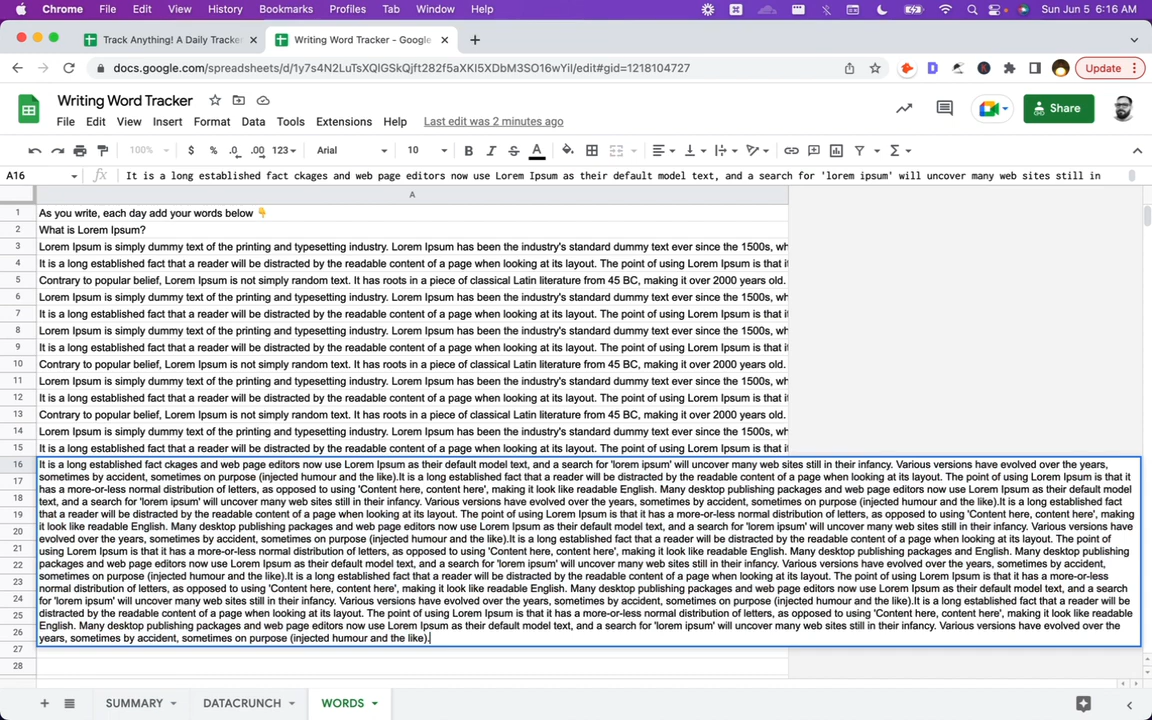 Chrome File Edit View History Bookmarks Profiles Tab Window Help Sun Jun 5 6:16 AM
Track Anything! A Daily Tracke Writing Word Tracker - Google
docs.google.com/spreadsheets/d/1y7s4N2LuTsXQIGSkQjft282f5aXKI5XDbM3SO16wYiI/edit#gid=1218104727 Update
Writing Word Tracker
File Edit View Insert Format Data Tools Extensions Help Last edit was 2 minutes ago Share
100% $ % .0 .00 123 Arial 10 B I S A
A16 fx It is a long established fact ckages and web page editors now use Lorem Ipsum as their default model text, and a search for 'lorem ipsum' will uncover many web sites still in
A
1 As you write, each day add your words below 👇
2 What is Lorem Ipsum?
3 Lorem Ipsum is simply dummy text of the printing and typesetting industry. Lorem Ipsum has been the industry's standard dummy text ever since the 1500s, wh
4 It is a long established fact that a reader will be distracted by the readable content of a page when looking at its layout. The point of using Lorem Ipsum is that it
5 Contrary to popular belief, Lorem Ipsum is not simply random text. It has roots in a piece of classical Latin literature from 45 BC, making it over 2000 years old.
6 Lorem Ipsum is simply dummy text of the printing and typesetting industry. Lorem Ipsum has been the industry's standard dummy text ever since the 1500s, wh
7 It is a long established fact that a reader will be distracted by the readable content of a page when looking at its layout. The point of using Lorem Ipsum is that it
8 Lorem Ipsum is simply dummy text of the printing and typesetting industry. Lorem Ipsum has been the industry's standard dummy text ever since the 1500s, wh
9 It is a long established fact that a reader will be distracted by the readable content of a page when looking at its layout. The point of using Lorem Ipsum is that it
10 Contrary to popular belief, Lorem Ipsum is not simply random text. It has roots in a piece of classical Latin literature from 45 BC, making it over 2000 years old.
11 Lorem Ipsum is simply dummy text of the printing and typesetting industry. Lorem Ipsum has been the industry's standard dummy text ever since the 1500s, wh
12 It is a long established fact that a reader will be distracted by the readable content of a page when looking at its layout. The point of using Lorem Ipsum is that it
13 Contrary to popular belief, Lorem Ipsum is not simply random text. It has roots in a piece of classical Latin literature from 45 BC, making it over 2000 years old.
14 Lorem Ipsum is simply dummy text of the printing and typesetting industry. Lorem Ipsum has been the industry's standard dummy text ever since the 1500s, wh
15 It is a long established fact that a reader will be distracted by the readable content of a page when looking at its layout. The point of using Lorem Ipsum is that it
16 It is a long established fact ckages and web page editors now use Lorem Ipsum as their default model text, and a search for 'lorem ipsum' will uncover many web sites still in their infancy. Various versions have evolved over the years,
17 sometimes by accident, sometimes on purpose (injected humour and the like).It is a long established fact that a reader will be distracted by the readable content of a page when looking at its layout. The point of using Lorem Ipsum is that it
has a more-or-less normal distribution of letters, as opposed to using 'Content here, content here', making it look like readable English. Many desktop publishing packages and web page editors now use Lorem Ipsum as their default model
18 text, and a search for 'lorem ipsum' will uncover many web sites still in their infancy. Various versions have evolved over the years, sometimes by accident, sometimes on purpose (injected humour and the like).It is a long established fact
19 that a reader will be distracted by the readable content of a page when looking at its layout. The point of using Lorem Ipsum is that it has a more-or-less normal distribution of letters, as opposed to using 'Content here, content here', making
20 it look like readable English. Many desktop publishing packages and web page editors now use Lorem Ipsum as their default model text, and a search for 'lorem ipsum' will uncover many web sites still in their infancy. Various versions have
evolved over the years, sometimes by accident, sometimes on purpose (injected humour and the like).It is a long established fact that a reader will be distracted by the readable content of a page when looking at its layout. The point of
21 using Lorem Ipsum is that it has a more-or-less normal distribution of letters, as opposed to using 'Content here, content here', making it look like readable English. Many desktop publishing packages and English. Many desktop publishing
22 packages and web page editors now use Lorem Ipsum as their default model text, and a search for 'lorem ipsum' will uncover many web sites still in their infancy. Various versions have evolved over the years, sometimes by accident,
23 sometimes on purpose (injected humour and the like).It is a long established fact that a reader will be distracted by the readable content of a page when looking at its layout. The point of using Lorem Ipsum is that it has a more-or-less
normal distribution of letters, as opposed to using 'Content here, content here', making it look like readable English. Many desktop publishing packages and web page editors now use Lorem Ipsum as their default model text, and a search
24 for 'lorem ipsum' will uncover many web sites still in their infancy. Various versions have evolved over the years, sometimes by accident, sometimes on purpose (injected humour and the like).It is a long established fact that a reader will be
25 distracted by the readable content of a page when looking at its layout. The point of using Lorem Ipsum is that it has a more-or-less normal distribution of letters, as opposed to using 'Content here, content here', making it look like readable
26 English. Many desktop publishing packages and web page editors now use Lorem Ipsum as their default model text, and a search for 'lorem ipsum' will uncover many web sites still in their infancy. Various versions have evolved over the
years, sometimes by accident, sometimes on purpose (injected humour and the like).
27
28
SUMMARY DATACRUNCH WORDS